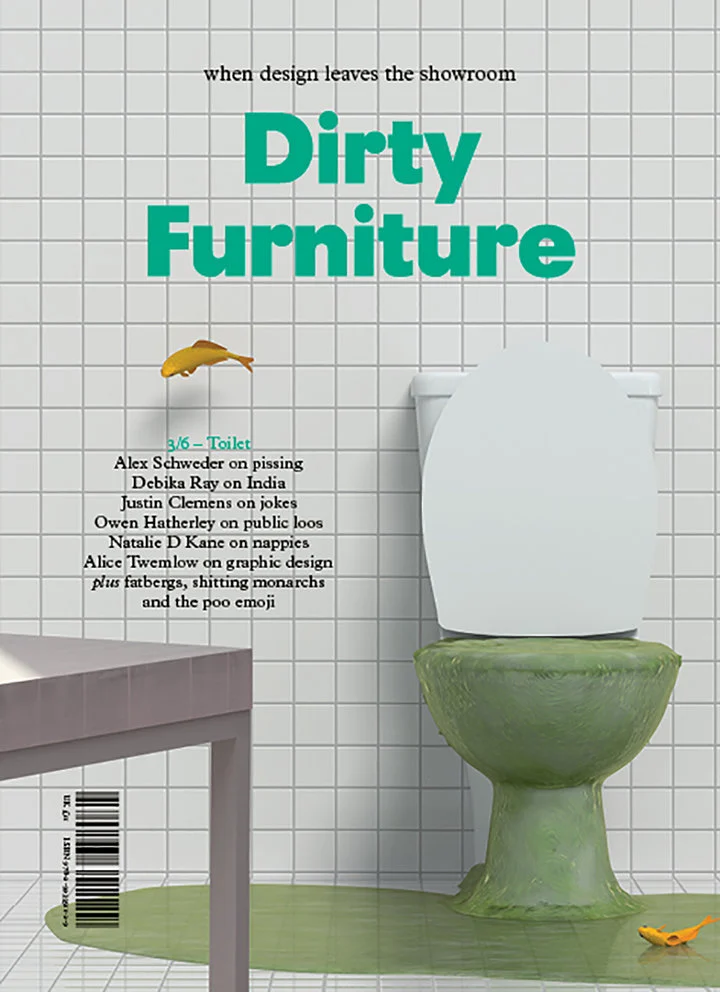 when design leaves the showroom
Dirty
Furniture
3/6 – Toilet
Alex Schweder on pissing
Debika Ray on India
Justin Clemens on jokes
Owen Hatherley on public loos
Natalie D Kane on nappies
Alice Twemlow on graphic design
plus fatbergs, shitting monarchs
and the poo emoji